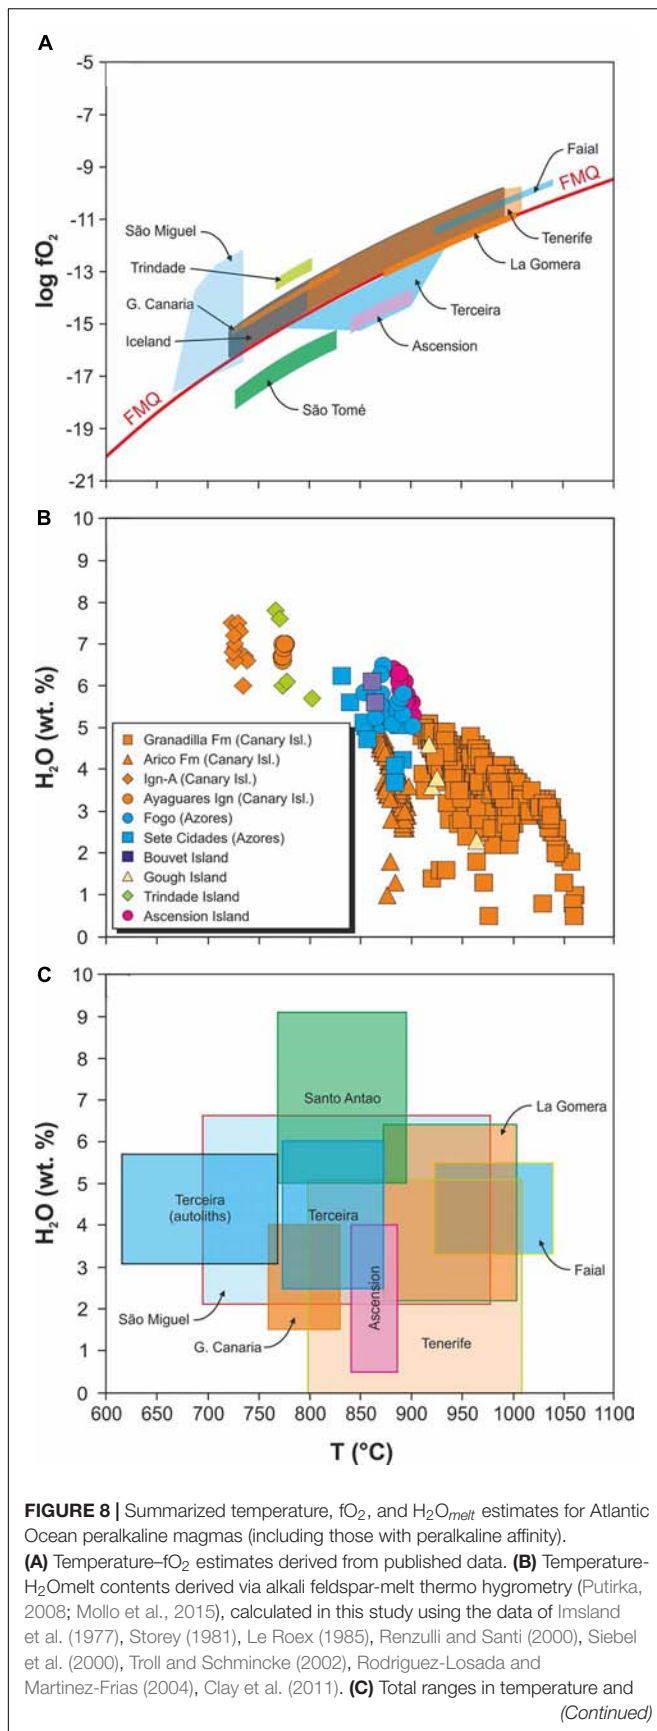 A
-5
-7
-9
-11
-13
-15
-17
-19
-21
log fO2
Faial
FMQ
São Miguel
Tenerife
Trindade
La Gomera
G. Canaria
Terceira
Iceland
Ascension
São Tomé
FMQ
B
10
9
8
7
6
5
4
3
2
1
0
H2O (wt. %)
Granadilla Fm (Canary Isl.)
Arico Fm (Canary Isl.)
Ign-A (Canary Isl.)
Ayaguares Ign (Canary Isl.)
Fogo (Azores)
Sete Cidades (Azores)
Bouvet Island
Gough Island
Trindade Island
Ascension Island
C
10
9
8
7
6
5
4
3
2
1
0
H2O (wt. %)
Santo Antao
La Gomera
Terceira
(autoliths)
Terceira
Faial
Ascension
São Miguel
G. Canaria
Tenerife
600 650 700 750 800 850 900 950 1000 1050 1100
T (°C)
FIGURE 8 | Summarized temperature, fO2, and H2Omelt estimates for Atlantic
Ocean peralkaline magmas (including those with peralkaline affinity).
(A) Temperature–fO2 estimates derived from published data. (B) Temperature-
H2Omelt contents derived via alkali feldspar-melt thermo hygrometry (Putirka,
2008; Mollo et al., 2015), calculated in this study using the data of Imsland
et al. (1977), Storey (1981), Le Roex (1985), Renzulli and Santi (2000), Siebel
et al. (2000), Troll and Schmincke (2002), Rodriguez-Losada and
Martinez-Frias (2004), Clay et al. (2011). (C) Total ranges in temperature and
(Continued)